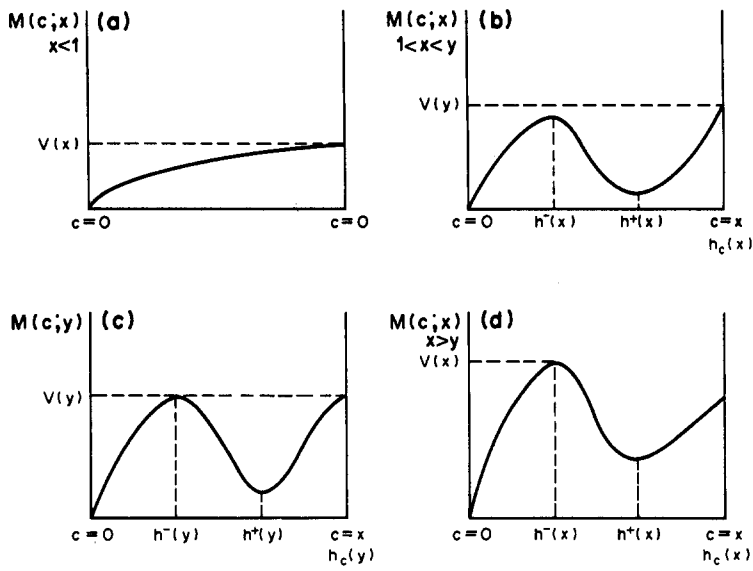 M(c;x) (a)
x<1
V(x)
c=0 c=0
M(c;x) (b)
1<x<y
V(y)
c=0 h⁻(x) h⁺(x) c=x
h_c(x)
M(c;y) (c)
V(y)
c=0 h⁻(y) h⁺(y) c=x
h_c(y)
M(c;x) (d)
x>y
V(x)
c=0 h⁻(x) h⁺(x) c=x
h_c(x)